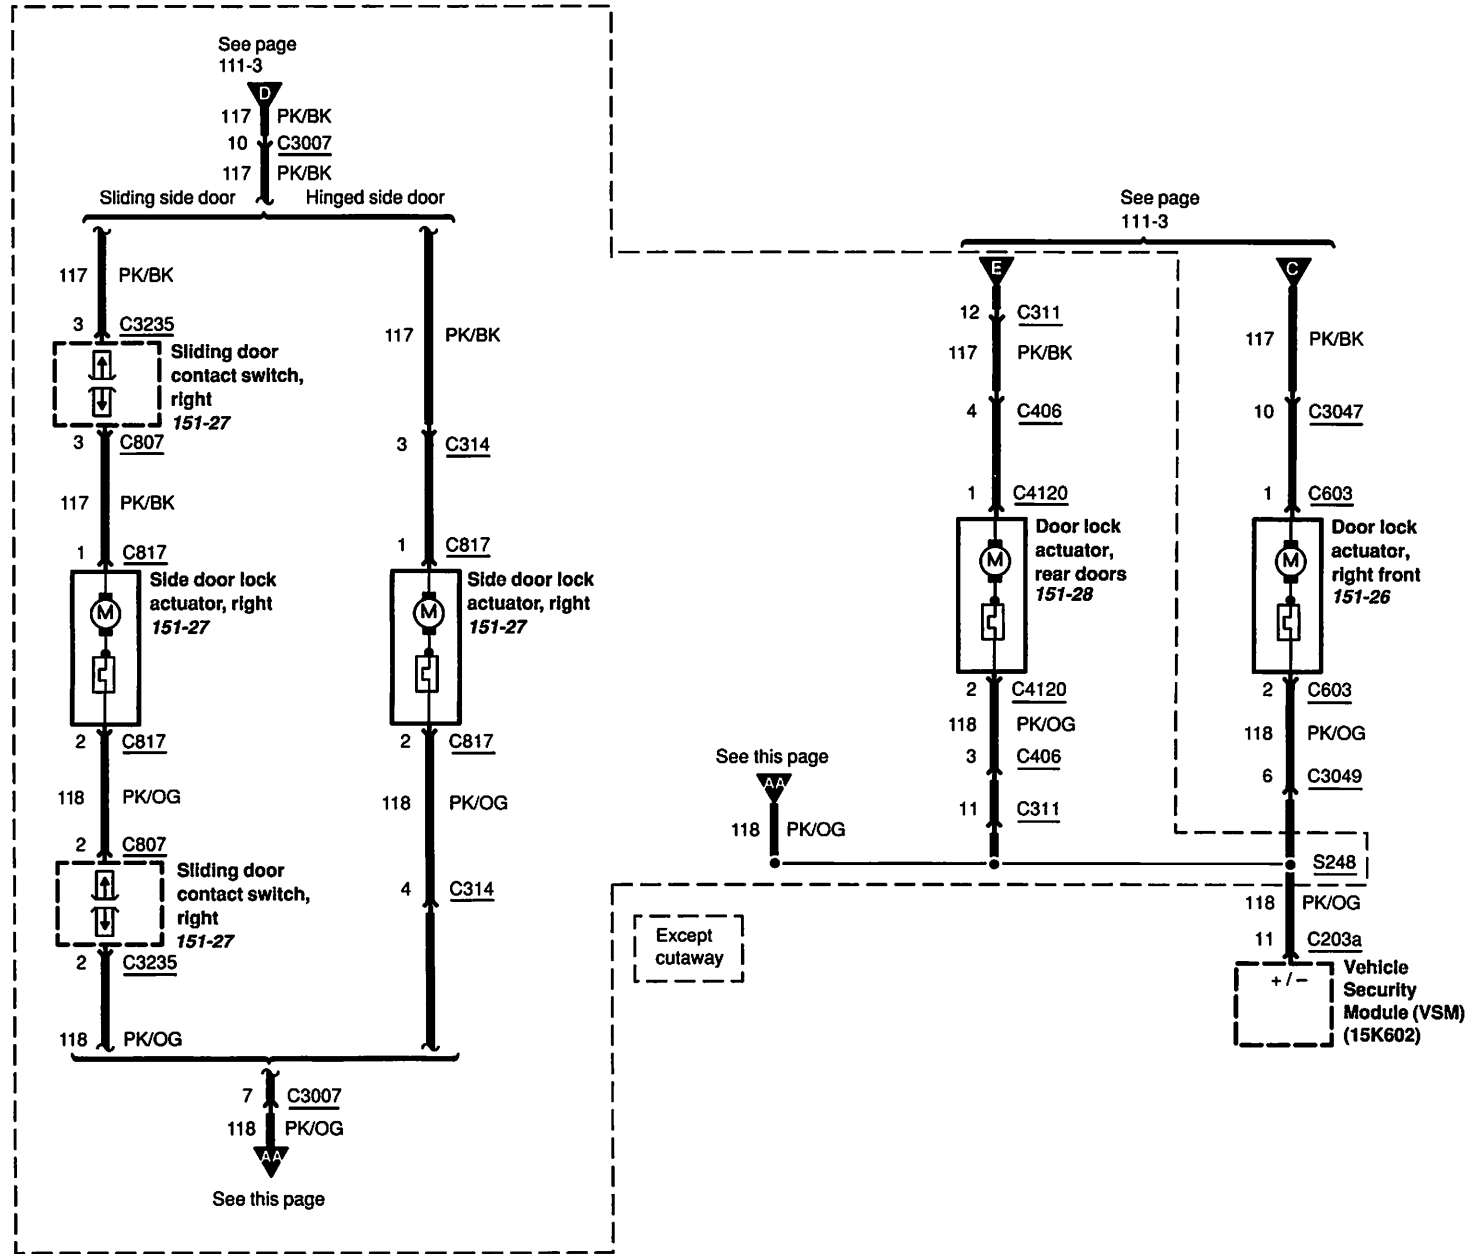 See page
111-3
D
117 PK/BK
10 C3007
117 PK/BK
Sliding side door Hinged side door
117 PK/BK
3 C3235
Sliding door
contact switch,
right
151-27
3 C807
117 PK/BK
1 C817
Side door lock
actuator, right
151-27
M
2 C817
118 PK/OG
2 C807
Sliding door
contact switch,
right
151-27
2 C3235
118 PK/OG
117 PK/BK
3 C314
1 C817
Side door lock
actuator, right
151-27
M
2 C817
118 PK/OG
4 C314
7 C3007
118 PK/OG
AA
See this page
See page
111-3
E
12 C311
117 PK/BK
4 C406
1 C4120
Door lock
actuator,
rear doors
151-28
M
2 C4120
118 PK/OG
3 C406
11 C311
See this page
AA
118 PK/OG
C
117 PK/BK
10 C3047
1 C603
Door lock
actuator,
right front
151-26
M
2 C603
118 PK/OG
6 C3049
S248
118 PK/OG
11 C203a
+ / −
Vehicle
Security
Module (VSM)
(15K602)
Except
cutaway